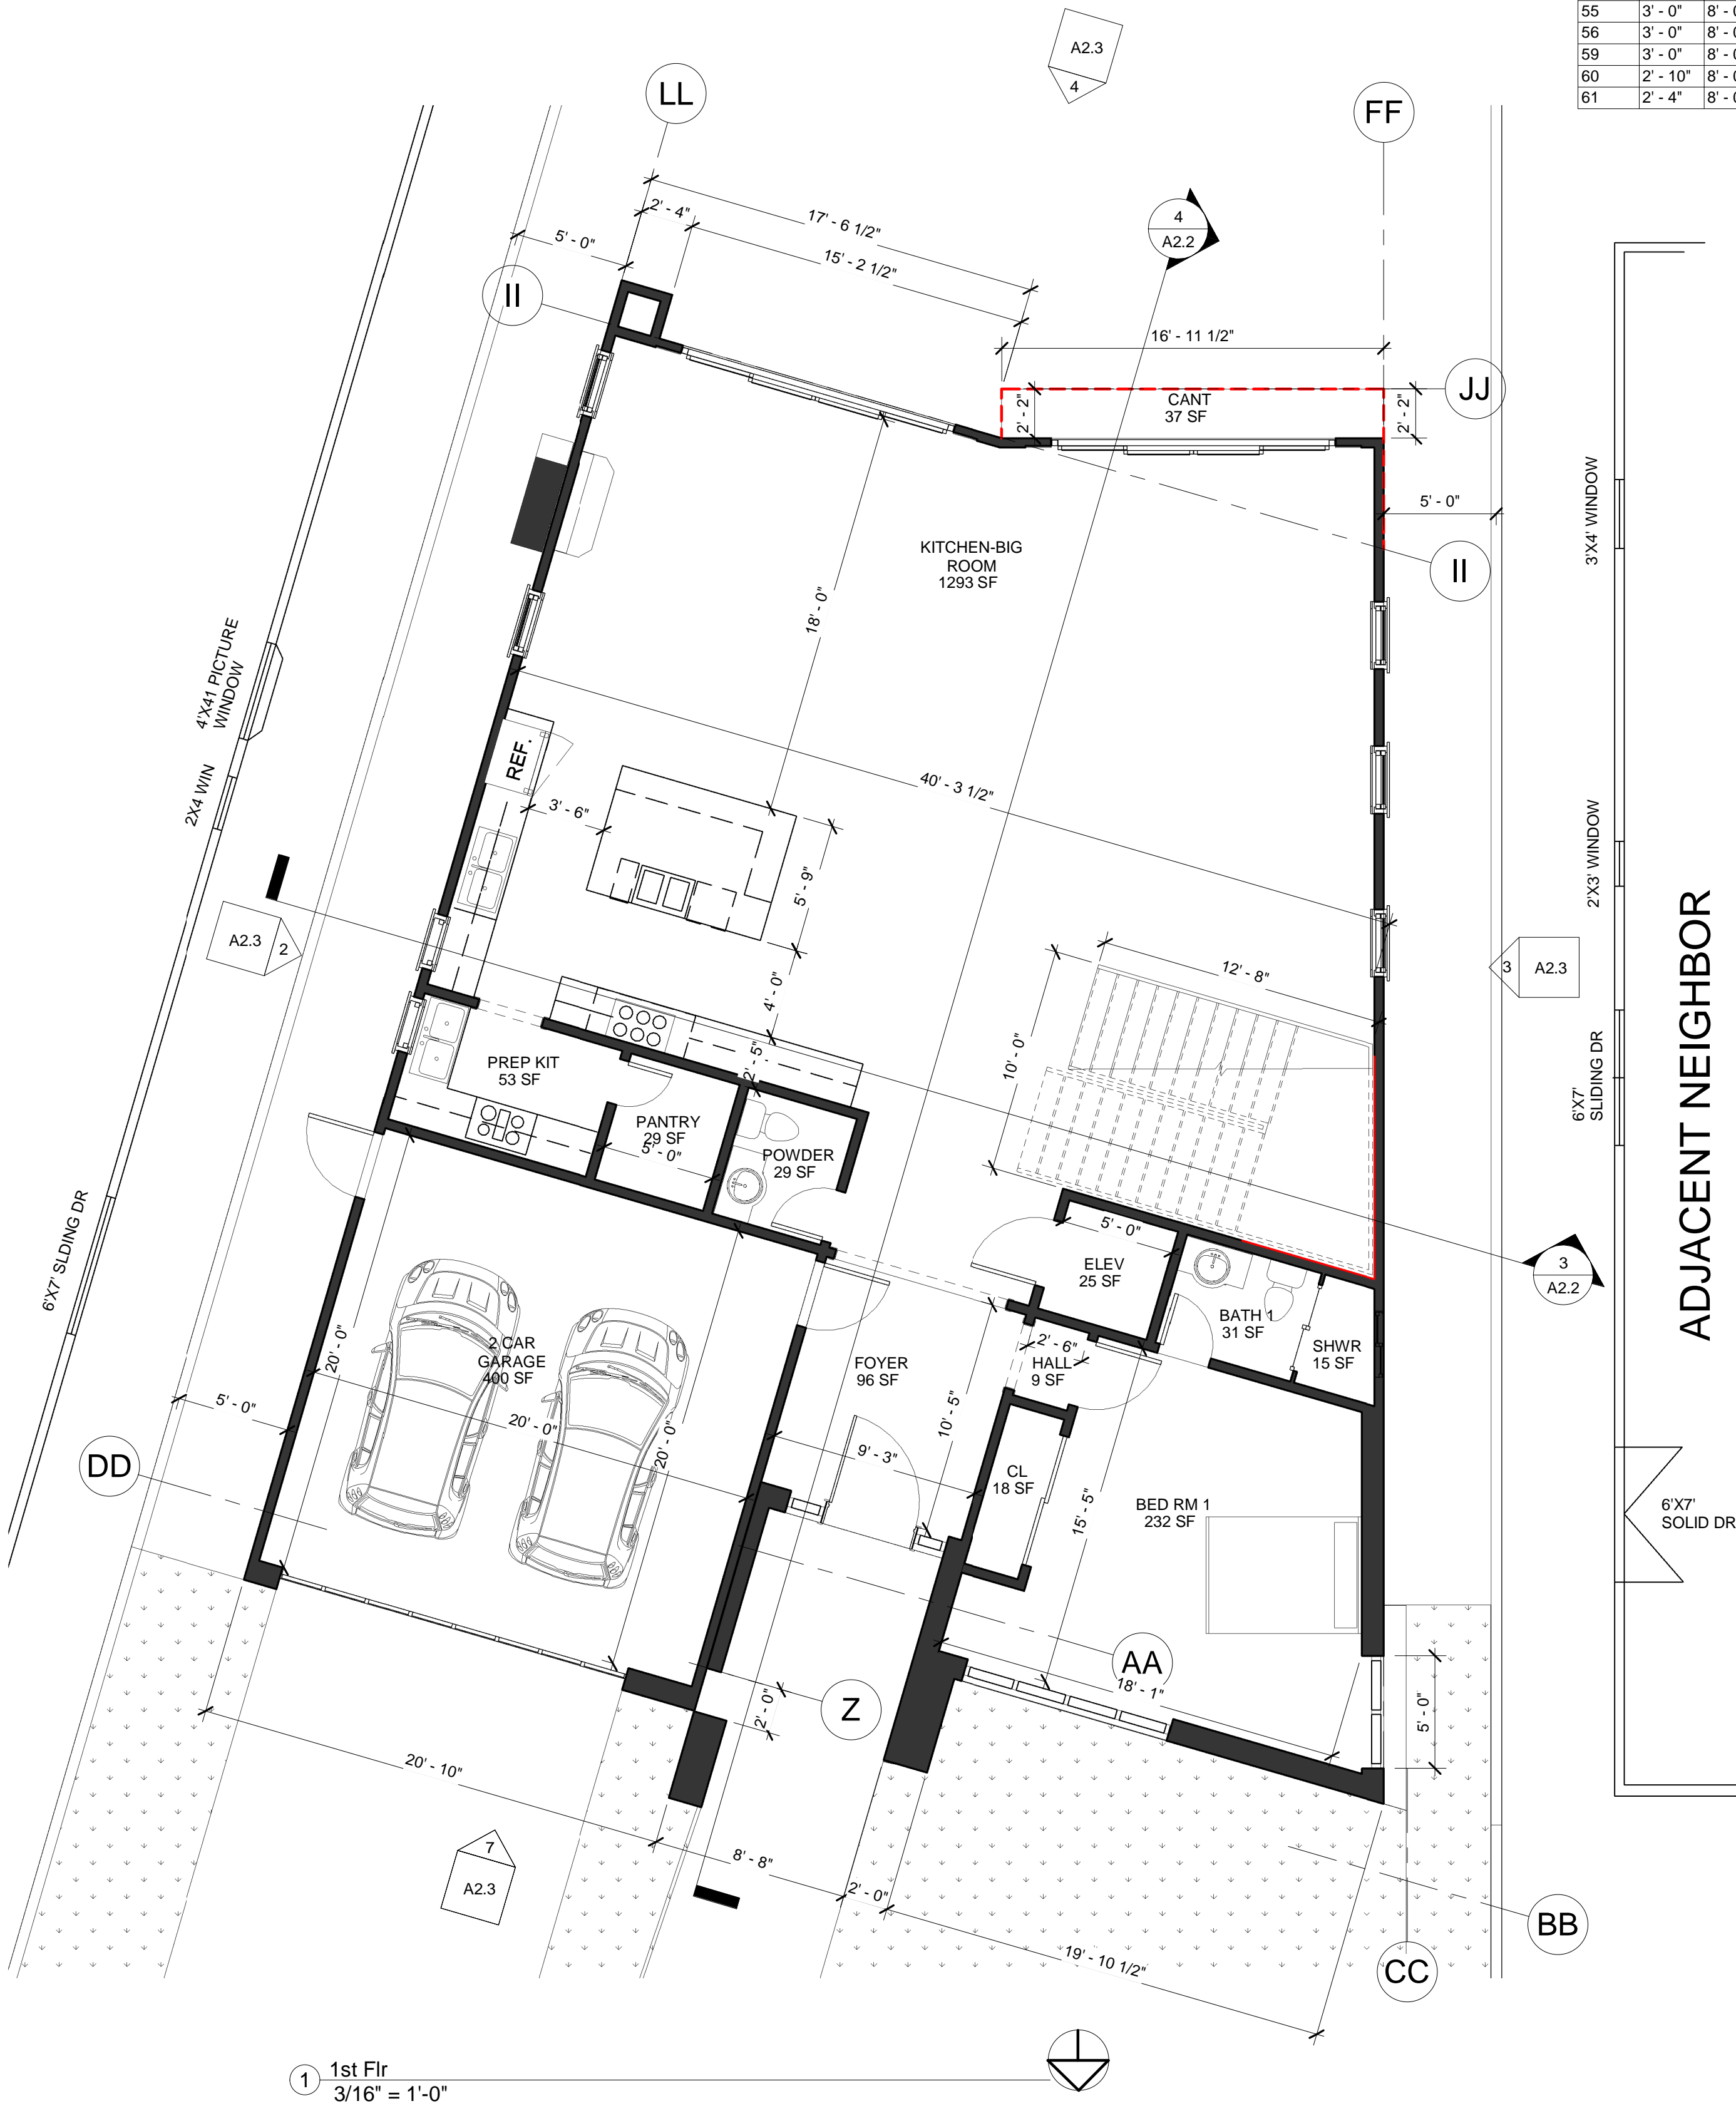 55 3' - 0" 8' - 0
56 3' - 0" 8' - 0
59 3' - 0" 8' - 0
60 2' - 10" 8' - 0
61 2' - 4" 8' - 0
A2.3
4
LL
FF
2' - 4"
17' - 6 1/2"
5' - 0"
15' - 2 1/2"
4
A2.2
II
16' - 11 1/2"
JJ
CANT
37 SF
2' - 2"
2' - 2"
5' - 0"
3'X4' WINDOW
KITCHEN-BIG
ROOM
1293 SF
II
18' - 0"
4'X41 PICTURE
WINDOW
REF.
2X4 WIN
3' - 6"
40' - 3 1/2"
5' - 9"
2'X3' WINDOW
A2.3
2
12' - 8"
3
A2.3
4' - 0"
10' - 0"
2' - 5"
PREP KIT
53 SF
6'X7'
SLIDING DR
ADJACENT NEIGHBOR
PANTRY
29 SF
5' - 0"
POWDER
29 SF
6'X7' SLDING DR
5' - 0"
ELEV
25 SF
3
A2.2
BATH 1
31 SF
SHWR
15 SF
20' - 0"
2 CAR
GARAGE
400 SF
FOYER
96 SF
2' - 6"
HALL
9 SF
5' - 0"
20' - 0"
20' - 0"
10' - 5"
9' - 3"
DD
CL
18 SF
15' - 5"
BED RM 1
232 SF
6'X7'
SOLID DR
AA
18' - 1"
Z
2' - 0"
5' - 0"
20' - 10"
7
A2.3
8' - 8"
2' - 0"
BB
19' - 10 1/2"
CC
1
1st Flr
3/16" = 1'-0"